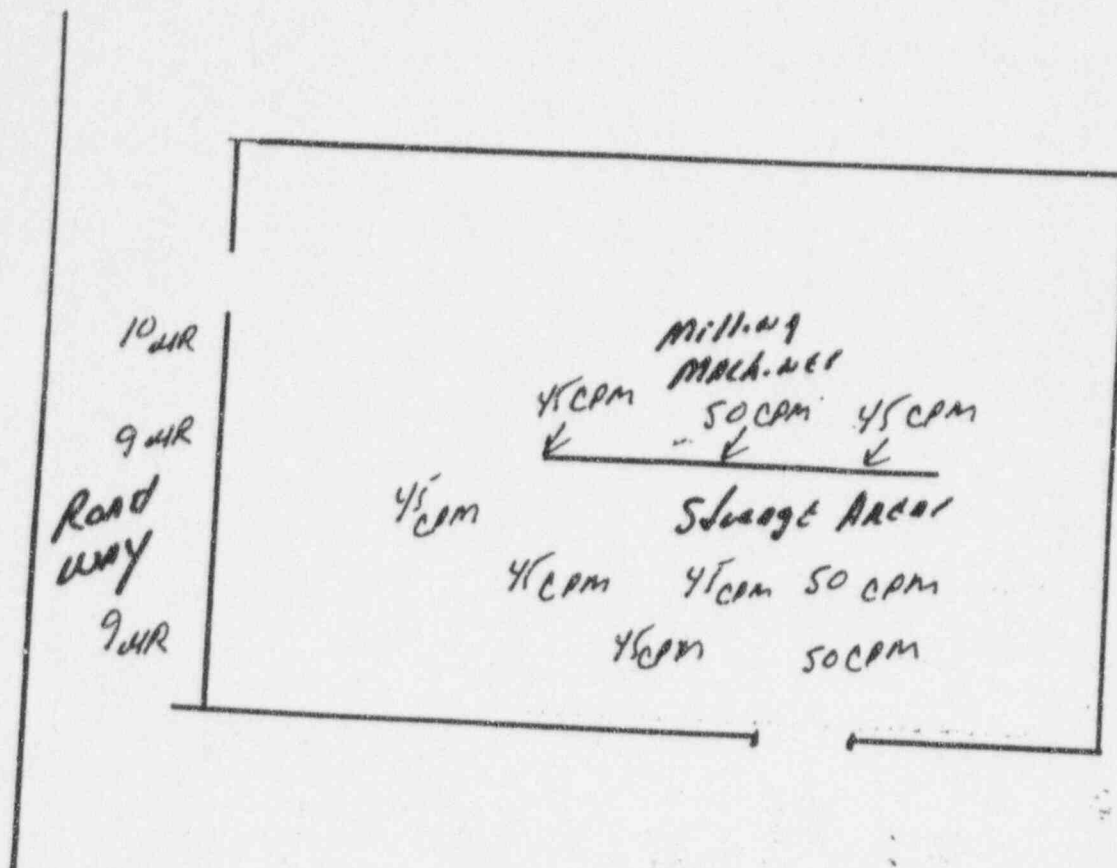 10 μR
Milling
Machines
45 CPM
50 CPM
45 CPM
9 μR
Road
way
45 CPM
Storage Areas
45 CPM
45 CPM
50 CPM
9 μR
45 CPM
50 CPM